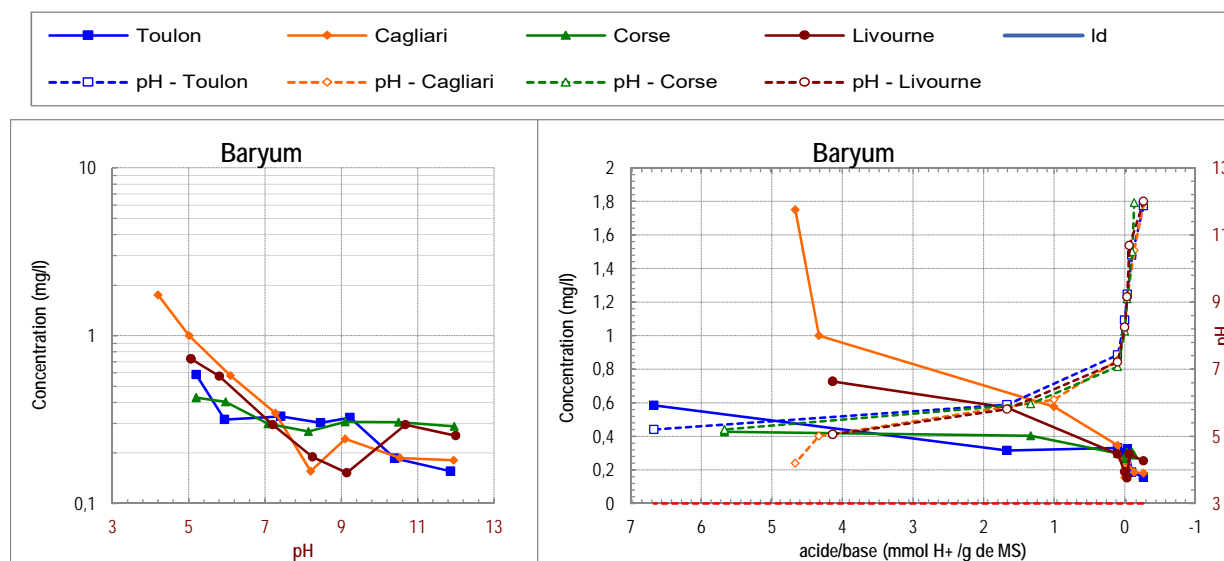 Toulon Cagliari Corse Livourne ld
pH - Toulon pH - Cagliari pH - Corse pH - Livourne
Baryum
10
1
0,1
Concentration (mg/l)
3 5 7 9 11 13
pH
Baryum
2
1,8
1,6
1,4
1,2
1
0,8
0,6
0,4
0,2
0
Concentration (mg/l)
13
11
9
7
5
3
pH
7 6 5 4 3 2 1 0 -1
acide/base (mmol H+ /g de MS)